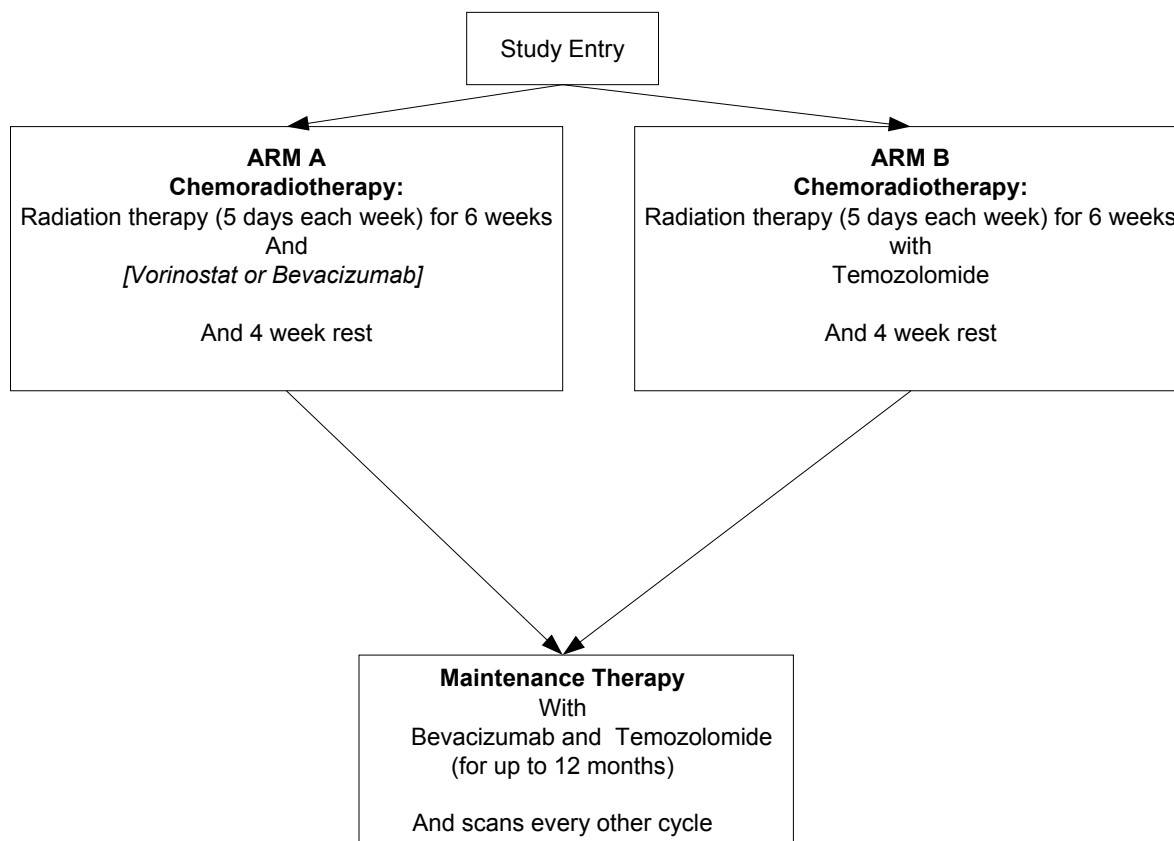 Study Entry
ARM A
Chemoradiotherapy:
Radiation therapy (5 days each week) for 6 weeks
And
[Vorinostat or Bevacizumab]
And 4 week rest
ARM B
Chemoradiotherapy:
Radiation therapy (5 days each week) for 6 weeks
with
Temozolomide
And 4 week rest
Maintenance Therapy
With
Bevacizumab and Temozolomide
(for up to 12 months)
And scans every other cycle